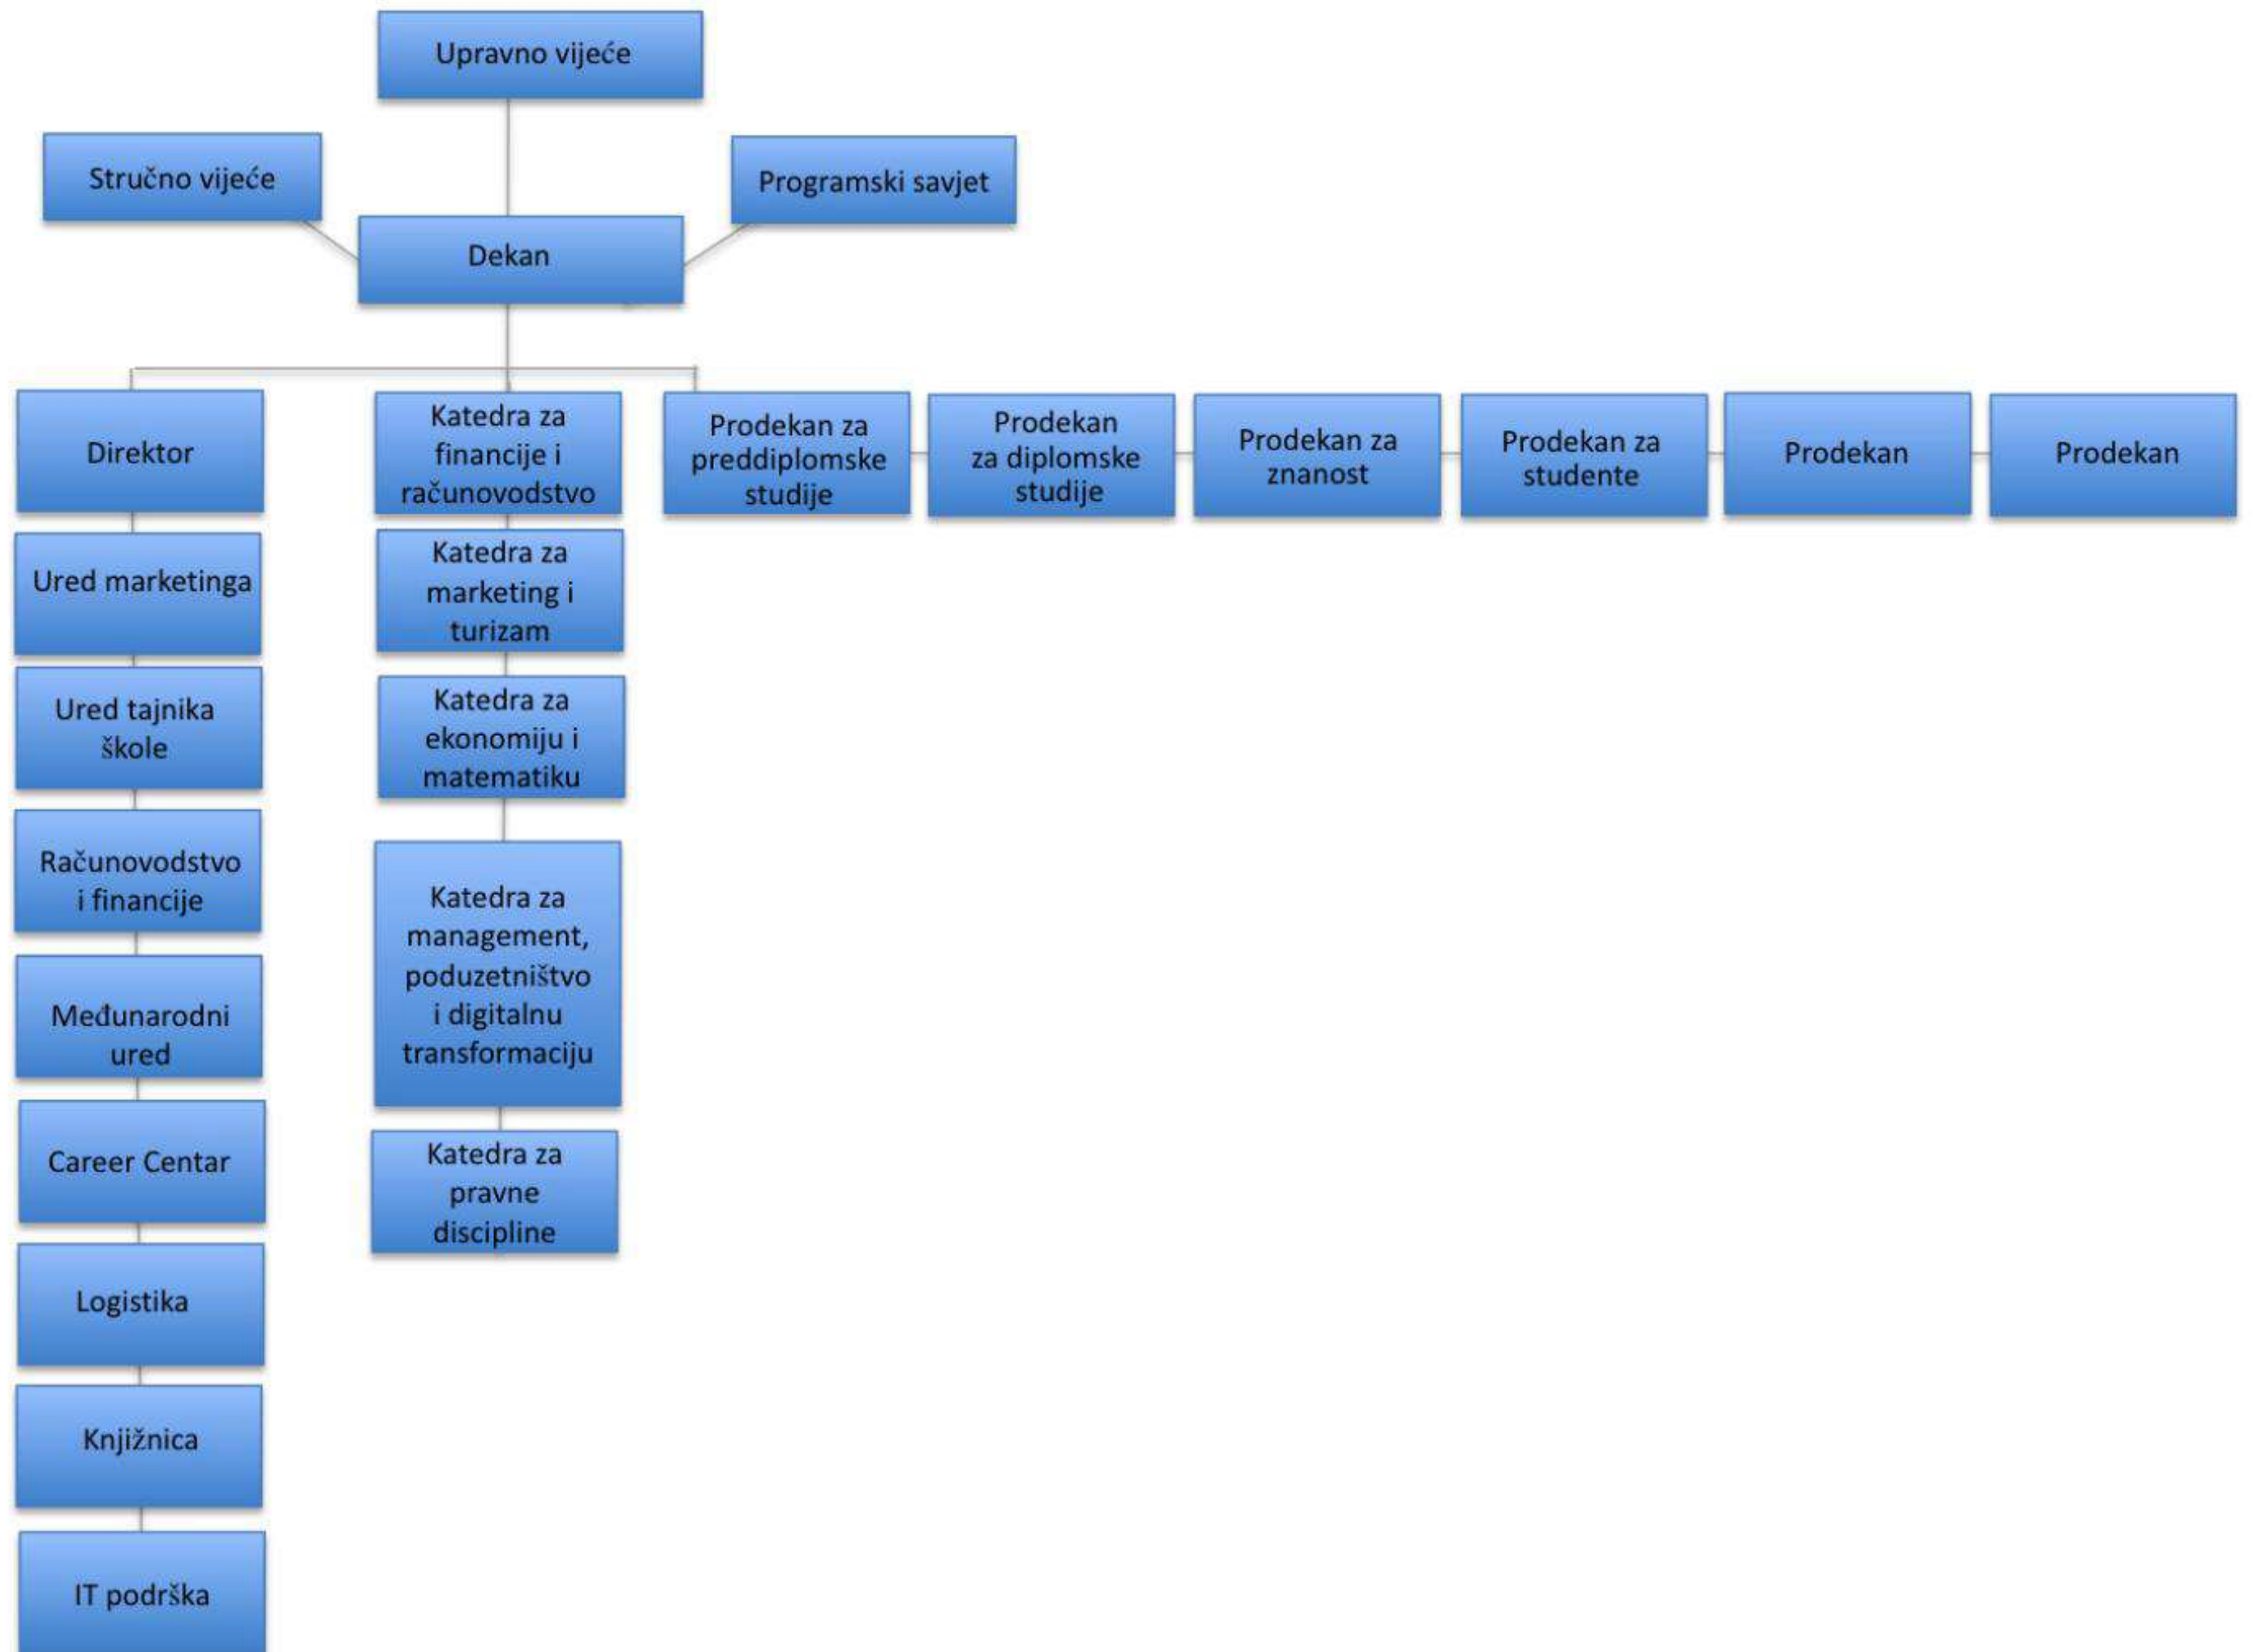 Upravno vijeće
Stručno vijeće
Programski savjet
Dekan
Direktor
Katedra za
financije i
računovodstvo
Prodekan za
preddiplomske
studije
Prodekan
za diplomske
studije
Prodekan za
znanost
Prodekan za
studente
Prodekan
Prodekan
Ured marketinga
Katedra za
marketing i
turizam
Ured tajnika
škole
Katedra za
ekonomiju i
matematiku
Računovodstvo
i financije
Katedra za
management,
poduzetništvo
i digitalnu
transformaciju
Međunarodni
ured
Career Centar
Katedra za
pravne
discipline
Logistika
Knjižnica
IT podrška